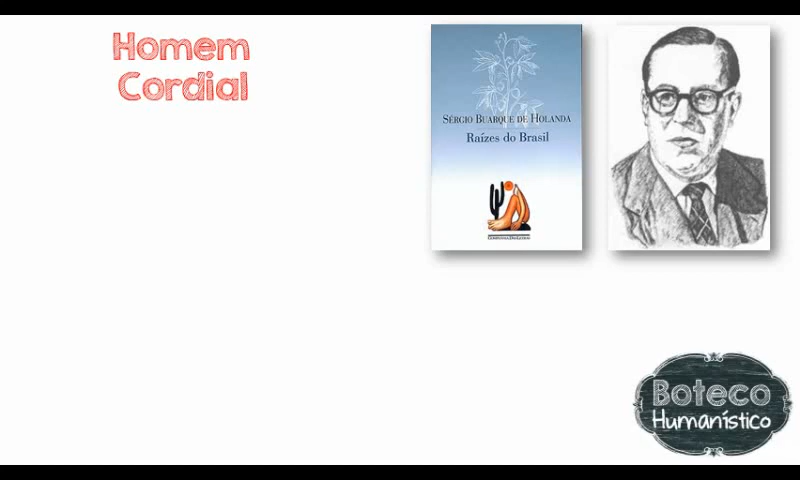 Homem
Cordial
SÉRGIO BUARQUE DE HOLANDA
Raízes do Brasil
COMPANHIA DAS LETRAS
Boteco
Humanístico